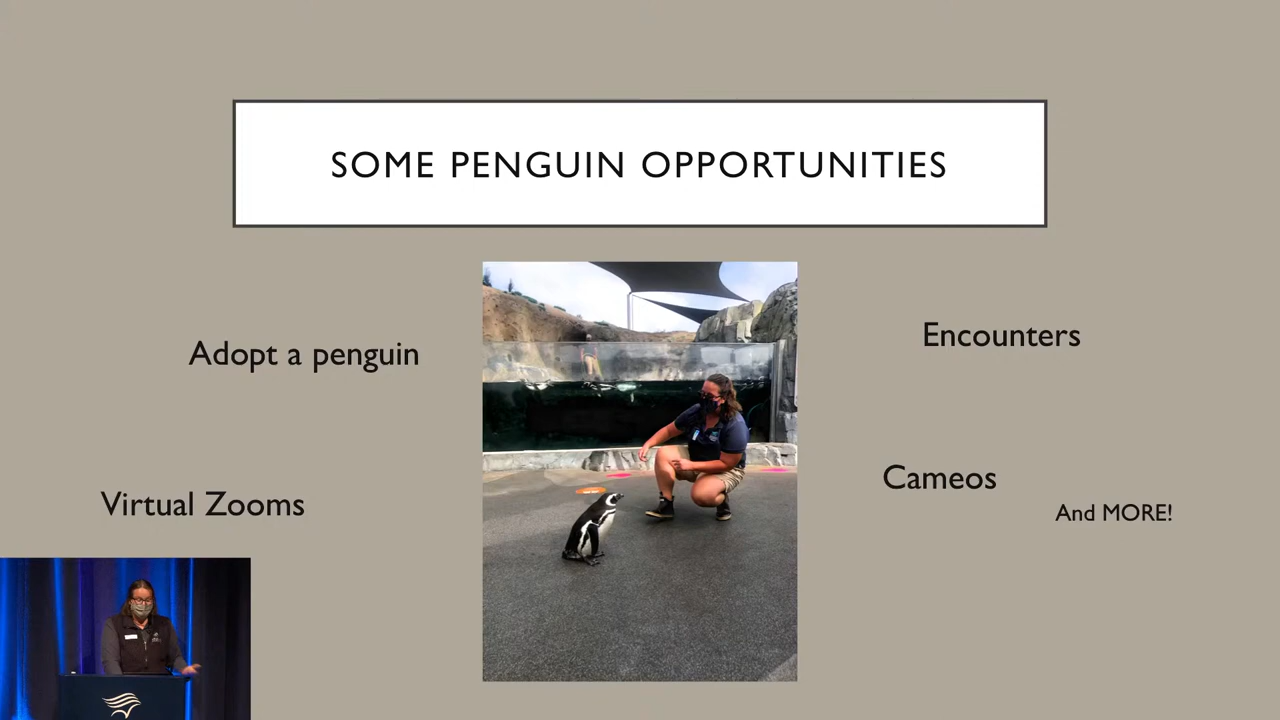 SOME PENGUIN OPPORTUNITIES
Adopt a penguin
Encounters
Virtual Zooms
Cameos
And MORE!